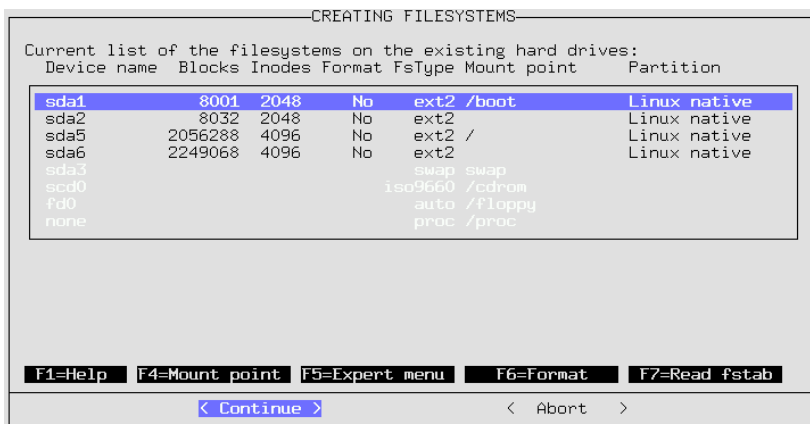 CREATING FILESYSTEMS
Current list of the filesystems on the existing hard drives:
Device name Blocks Inodes Format FsType Mount point Partition
sda1 8001 2048 No ext2 /boot Linux native
sda2 8032 2048 No ext2 Linux native
sda5 2056288 4096 No ext2 / Linux native
sda6 2249068 4096 No ext2 Linux native
sda3 swap swap
scd0 iso9660 /cdrom
fd0 auto /floppy
none proc /proc
F1=Help F4=Mount point F5=Expert menu F6=Format F7=Read fstab
< Continue > < Abort >